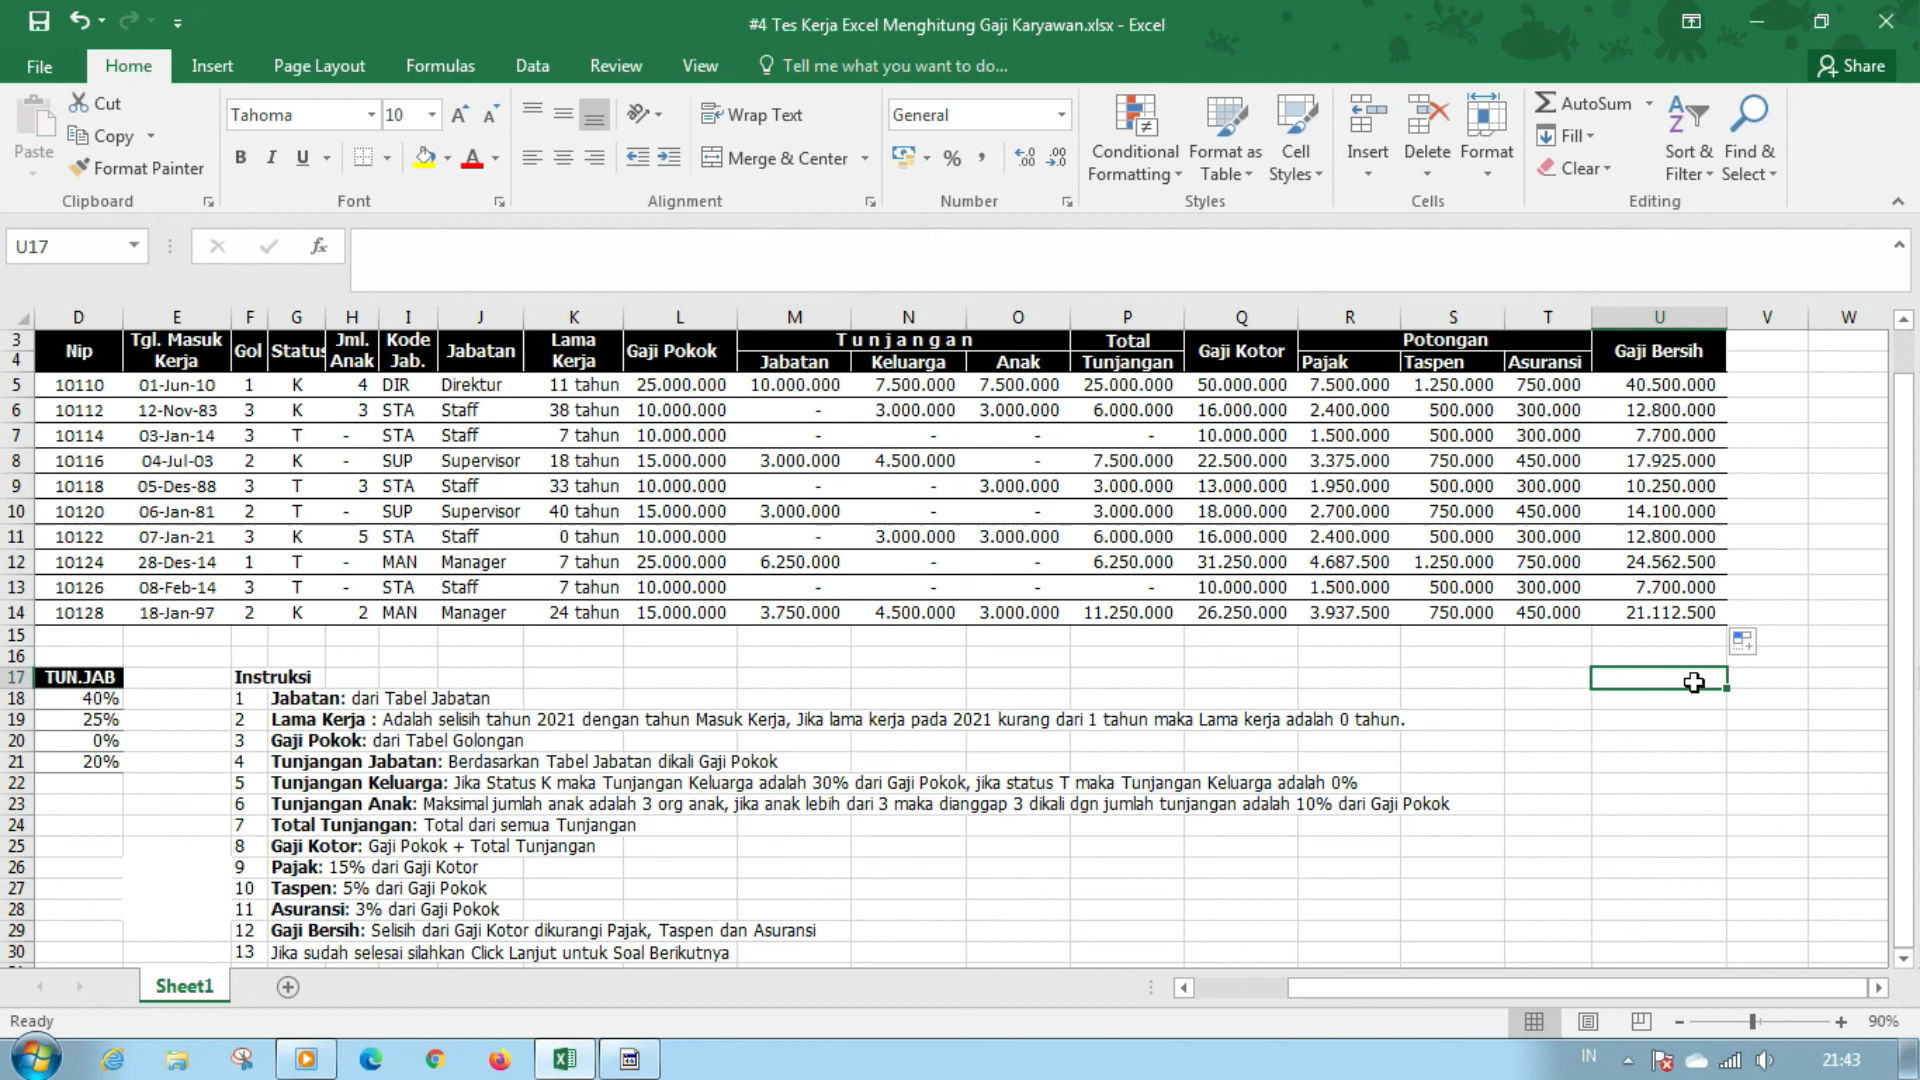 #4 Tes Kerja Excel Menghitung Gaji Karyawan.xlsx - Excel
File Home Insert Page Layout Formulas Data Review View Tell me what you want to do... Share
Paste Cut Copy Format Painter Clipboard
Tahoma 10 B I U A Font
Wrap Text Merge & Center Alignment
General % , .00 .0 Number
Conditional Formatting Format as Table Cell Styles Styles
Insert Delete Format Cells
AutoSum Fill Clear Sort & Filter Find & Select Editing
U17 fx
D E F G H I J K L M N O P Q R S T U V W
3 Nip Tgl. Masuk Kerja Gol Status Jml. Anak Kode Jab. Jabatan Lama Kerja Gaji Pokok T u n j a n g a n Total Tunjangan Gaji Kotor Potongan Gaji Bersih
4 Jabatan Keluarga Anak Pajak Taspen Asuransi
5 10110 01-Jun-10 1 K 4 DIR Direktur 11 tahun 25.000.000 10.000.000 7.500.000 7.500.000 25.000.000 50.000.000 7.500.000 1.250.000 750.000 40.500.000
6 10112 12-Nov-83 3 K 3 STA Staff 38 tahun 10.000.000 - 3.000.000 3.000.000 6.000.000 16.000.000 2.400.000 500.000 300.000 12.800.000
7 10114 03-Jan-14 3 T - STA Staff 7 tahun 10.000.000 - - - - 10.000.000 1.500.000 500.000 300.000 7.700.000
8 10116 04-Jul-03 2 K - SUP Supervisor 18 tahun 15.000.000 3.000.000 4.500.000 - 7.500.000 22.500.000 3.375.000 750.000 450.000 17.925.000
9 10118 05-Des-88 3 T 3 STA Staff 33 tahun 10.000.000 - - 3.000.000 3.000.000 13.000.000 1.950.000 500.000 300.000 10.250.000
10 10120 06-Jan-81 2 T - SUP Supervisor 40 tahun 15.000.000 3.000.000 - - 3.000.000 18.000.000 2.700.000 750.000 450.000 14.100.000
11 10122 07-Jan-21 3 K 5 STA Staff 0 tahun 10.000.000 - 3.000.000 3.000.000 6.000.000 16.000.000 2.400.000 500.000 300.000 12.800.000
12 10124 28-Des-14 1 T - MAN Manager 7 tahun 25.000.000 6.250.000 - - 6.250.000 31.250.000 4.687.500 1.250.000 750.000 24.562.500
13 10126 08-Feb-14 3 T - STA Staff 7 tahun 10.000.000 - - - - 10.000.000 1.500.000 500.000 300.000 7.700.000
14 10128 18-Jan-97 2 K 2 MAN Manager 24 tahun 15.000.000 3.750.000 4.500.000 3.000.000 11.250.000 26.250.000 3.937.500 750.000 450.000 21.112.500
15
16
17 TUN.JAB Instruksi
18 40% 1 Jabatan: dari Tabel Jabatan
19 25% 2 Lama Kerja : Adalah selisih tahun 2021 dengan tahun Masuk Kerja, Jika lama kerja pada 2021 kurang dari 1 tahun maka Lama kerja adalah 0 tahun.
20 0% 3 Gaji Pokok: dari Tabel Golongan
21 20% 4 Tunjangan Jabatan: Berdasarkan Tabel Jabatan dikali Gaji Pokok
22 5 Tunjangan Keluarga: Jika Status K maka Tunjangan Keluarga adalah 30% dari Gaji Pokok, jika status T maka Tunjangan Keluarga adalah 0%
23 6 Tunjangan Anak: Maksimal jumlah anak adalah 3 org anak, jika anak lebih dari 3 maka dianggap 3 dikali dgn jumlah tunjangan adalah 10% dari Gaji Pokok
24 7 Total Tunjangan: Total dari semua Tunjangan
25 8 Gaji Kotor: Gaji Pokok + Total Tunjangan
26 9 Pajak: 15% dari Gaji Kotor
27 10 Taspen: 5% dari Gaji Pokok
28 11 Asuransi: 3% dari Gaji Pokok
29 12 Gaji Bersih: Selisih dari Gaji Kotor dikurangi Pajak, Taspen dan Asuransi
30 13 Jika sudah selesai silahkan Click Lanjut untuk Soal Berikutnya
Sheet1
Ready 90%
IN 21:43